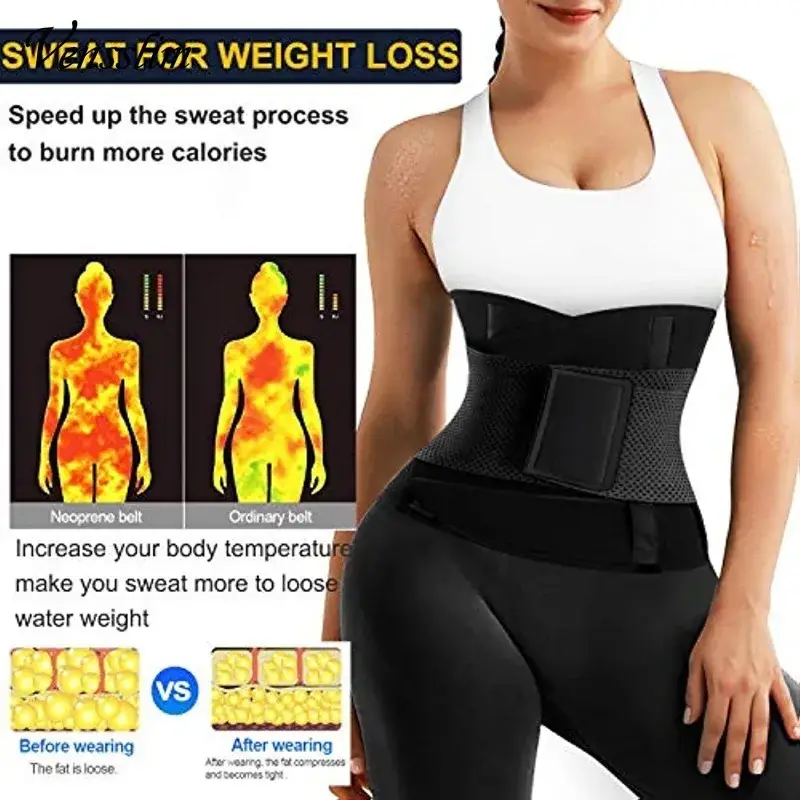 Vensslim
SWEAT FOR WEIGHT LOSS
Speed up the sweat process
to burn more calories
Neoprene belt
Ordinary belt
Increase your body temperature
make you sweat more to loose
water weight
VS
Before wearing
The fat is loose.
After wearing
After wearing, the fat compresses
and becomes tight.